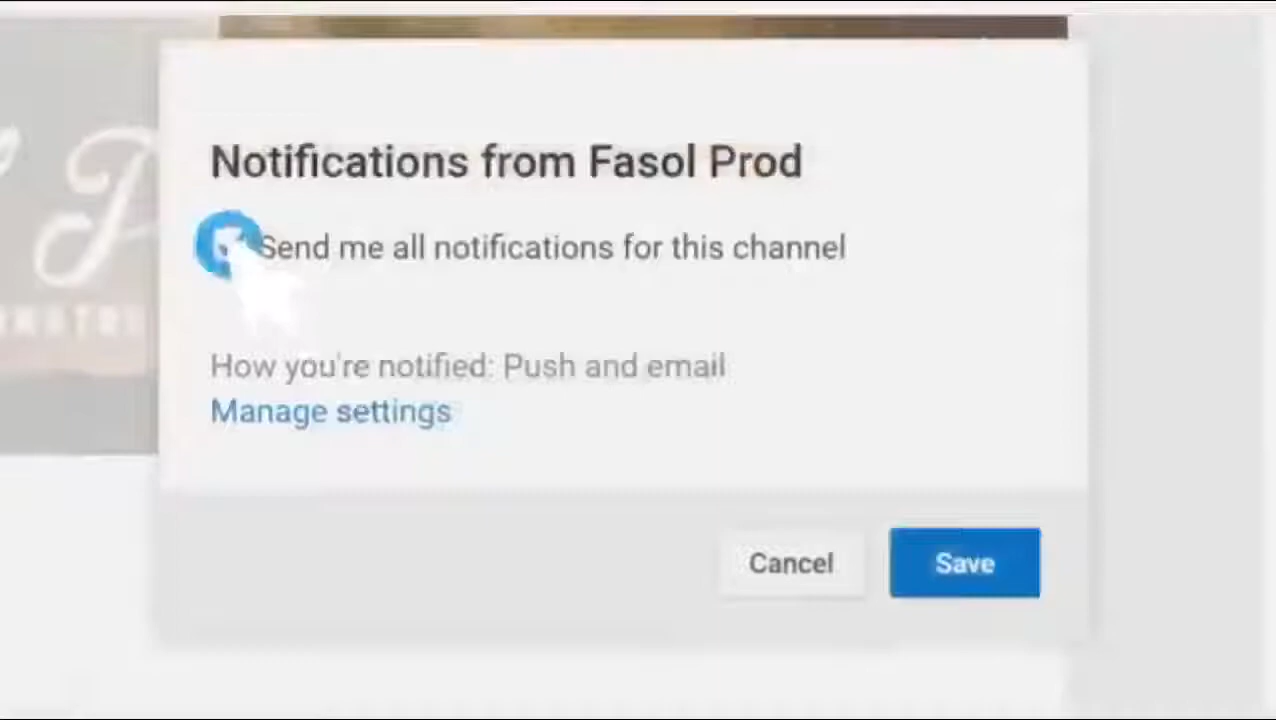 Notifications from Fasol Prod
Send me all notifications for this channel
How you're notified: Push and email
Manage settings
Cancel
Save